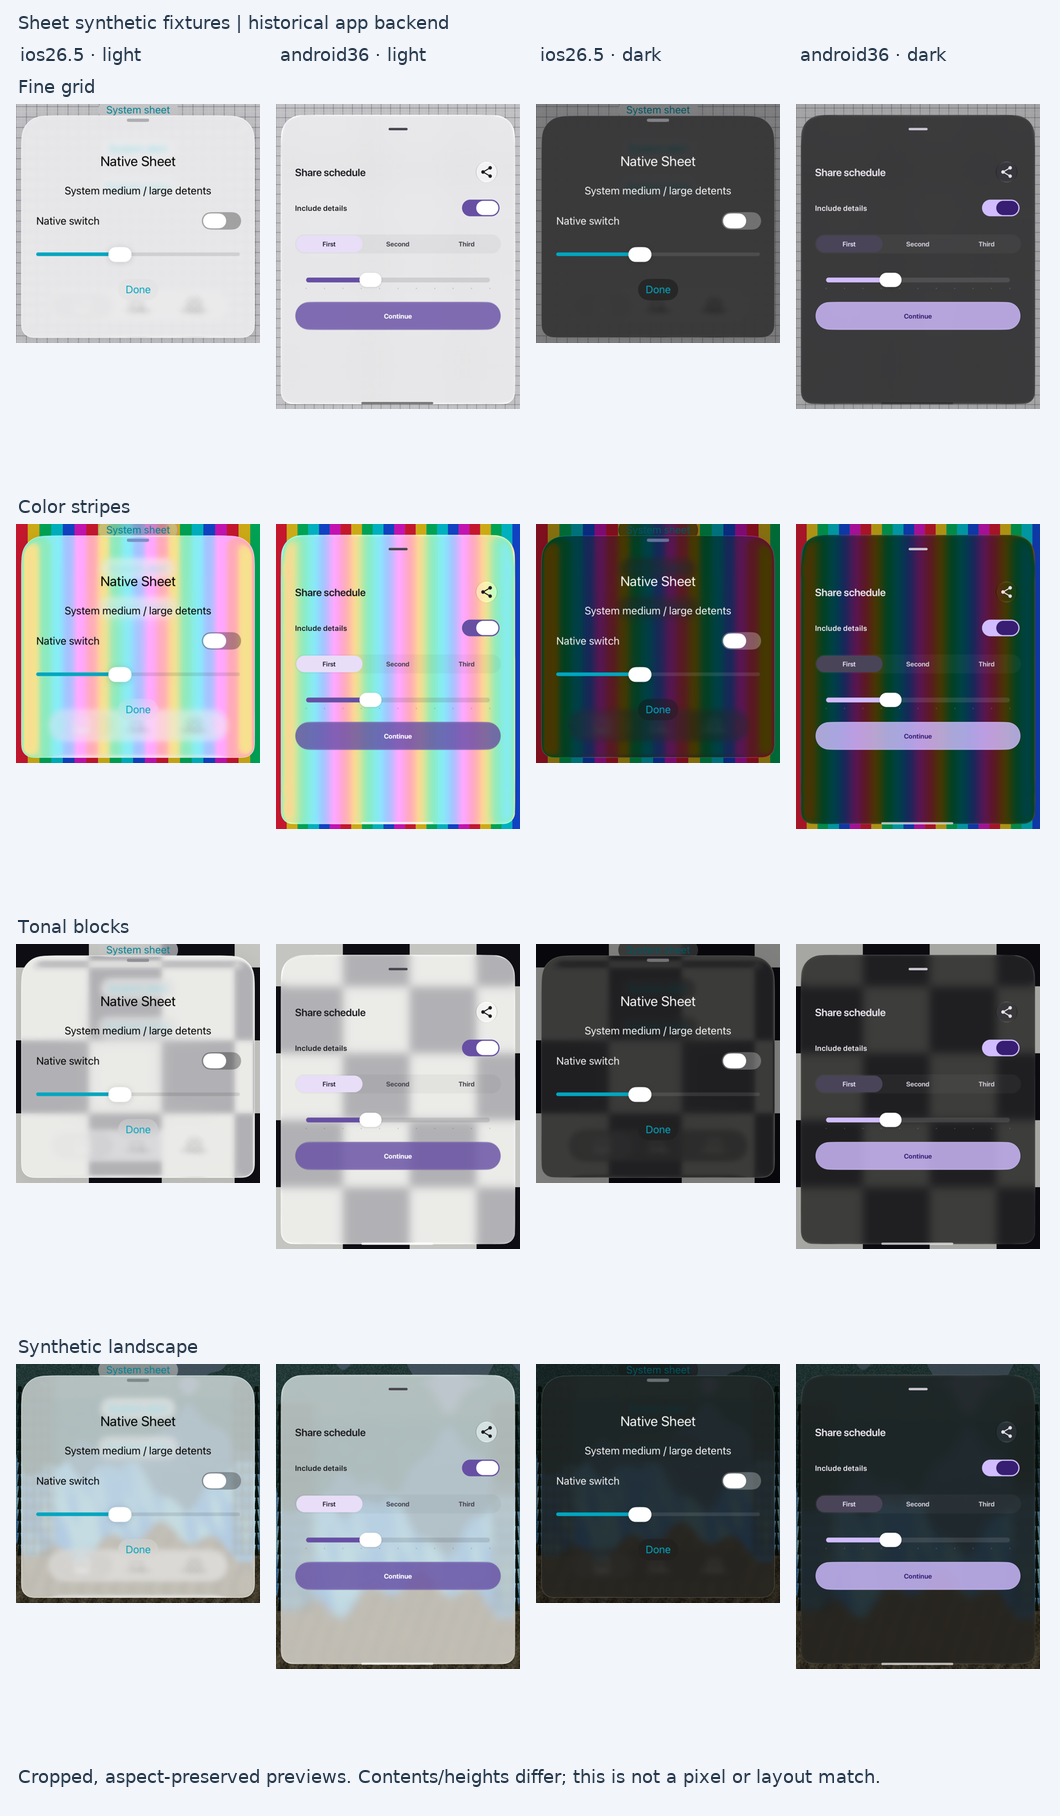 Sheet synthetic fixtures | historical app backend
ios26.5 · light
android36 · light
ios26.5 · dark
android36 · dark
Fine grid
System sheet
Native Sheet
System medium / large detents
Native switch
Done
Share schedule
Include details
First Second Third
Continue
Native Sheet
System medium / large detents
Native switch
Done
Share schedule
Include details
First Second Third
Continue
Color stripes
System sheet
Native Sheet
System medium / large detents
Native switch
Done
Share schedule
Include details
First Second Third
Continue
System sheet
Native Sheet
System medium / large detents
Native switch
Done
Share schedule
Include details
First Second Third
Continue
Tonal blocks
System sheet
Native Sheet
System medium / large detents
Native switch
Done
Share schedule
Include details
First Second Third
Continue
System sheet
Native Sheet
System medium / large detents
Native switch
Done
Share schedule
Include details
First Second Third
Continue
Synthetic landscape
System sheet
Native Sheet
System medium / large detents
Native switch
Done
Share schedule
Include details
First Second Third
Continue
System sheet
Native Sheet
System medium / large detents
Native switch
Done
Share schedule
Include details
First Second Third
Continue
Cropped, aspect-preserved previews. Contents/heights differ; this is not a pixel or layout match.